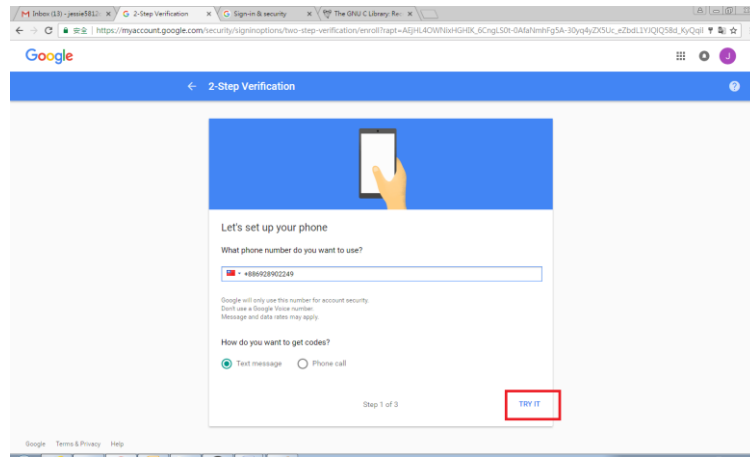 Inbox (13) - jessie5812
2-Step Verification
Sign-in & security
The GNU C Library: Re
安全 | https://myaccount.google.com/security/signinoptions/two-step-verification/enroll?rapt=
Google
J
2-Step Verification
Let's set up your phone
What phone number do you want to use?
+886928902249
Google will only use this number for account security.
Don't use a Google Voice number.
Message and data rates may apply.
How do you want to get codes?
Text message
Phone call
Step 1 of 3
TRY IT
Google Terms & Privacy Help